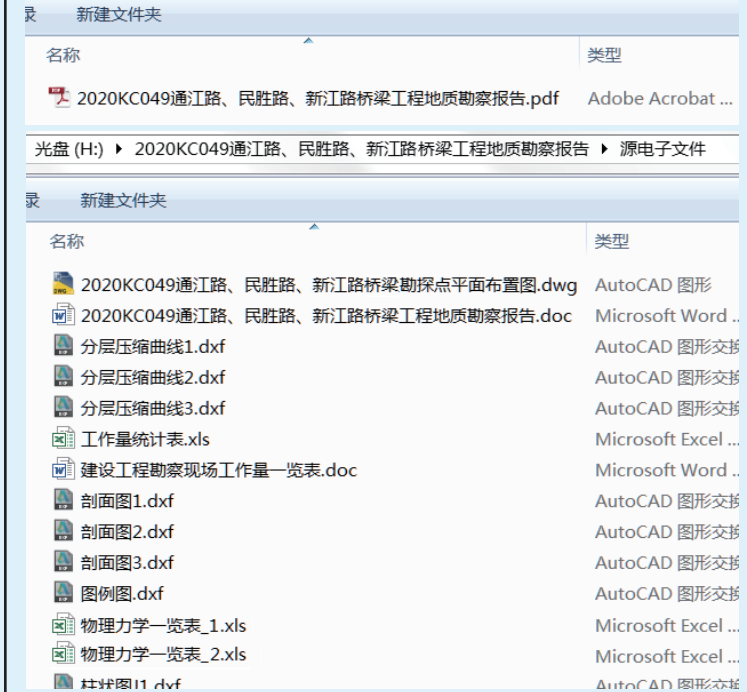 录 新建文件夹
名称 类型
2020KC049通江路、民胜路、新江路桥梁工程地质勘察报告.pdf Adobe Acrobat ...
光盘 (H:) ▶ 2020KC049通江路、民胜路、新江路桥梁工程地质勘察报告 ▶ 源电子文件
录 新建文件夹
名称 类型
2020KC049通江路、民胜路、新江路桥梁勘探点平面布置图.dwg AutoCAD 图形
2020KC049通江路、民胜路、新江路桥梁工程地质勘察报告.doc Microsoft Word ..
分层压缩曲线1.dxf AutoCAD 图形交换
分层压缩曲线2.dxf AutoCAD 图形交换
分层压缩曲线3.dxf AutoCAD 图形交换
工作量统计表.xls Microsoft Excel ...
建设工程勘察现场工作量一览表.doc Microsoft Word ..
剖面图1.dxf AutoCAD 图形交换
剖面图2.dxf AutoCAD 图形交换
剖面图3.dxf AutoCAD 图形交换
图例图.dxf AutoCAD 图形交换
物理力学一览表_1.xls Microsoft Excel ...
物理力学一览表_2.xls Microsoft Excel ...
柱状图J1.dxf AutoCAD 图形交换